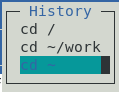 History
cd /
cd ~/work
cd ~